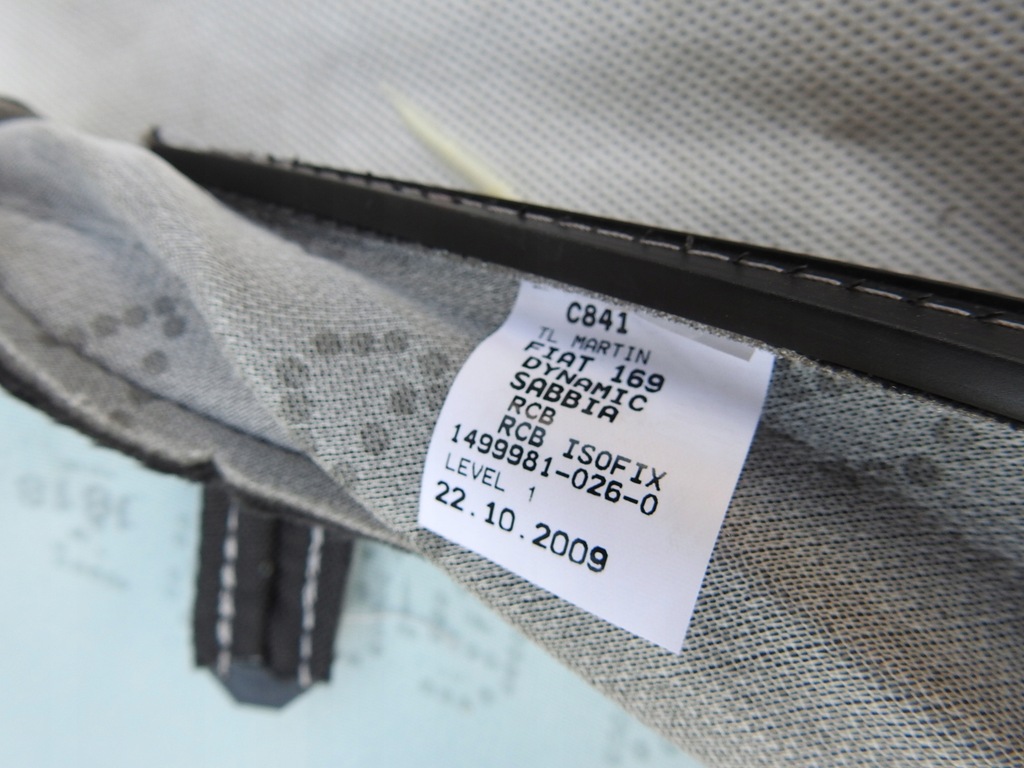 C841
TL MARTIN
FIAT 169
DYNAMIC
SABBIA
RCB
RCB ISOFIX
1499981-026-0
LEVEL 1
22.10.2009